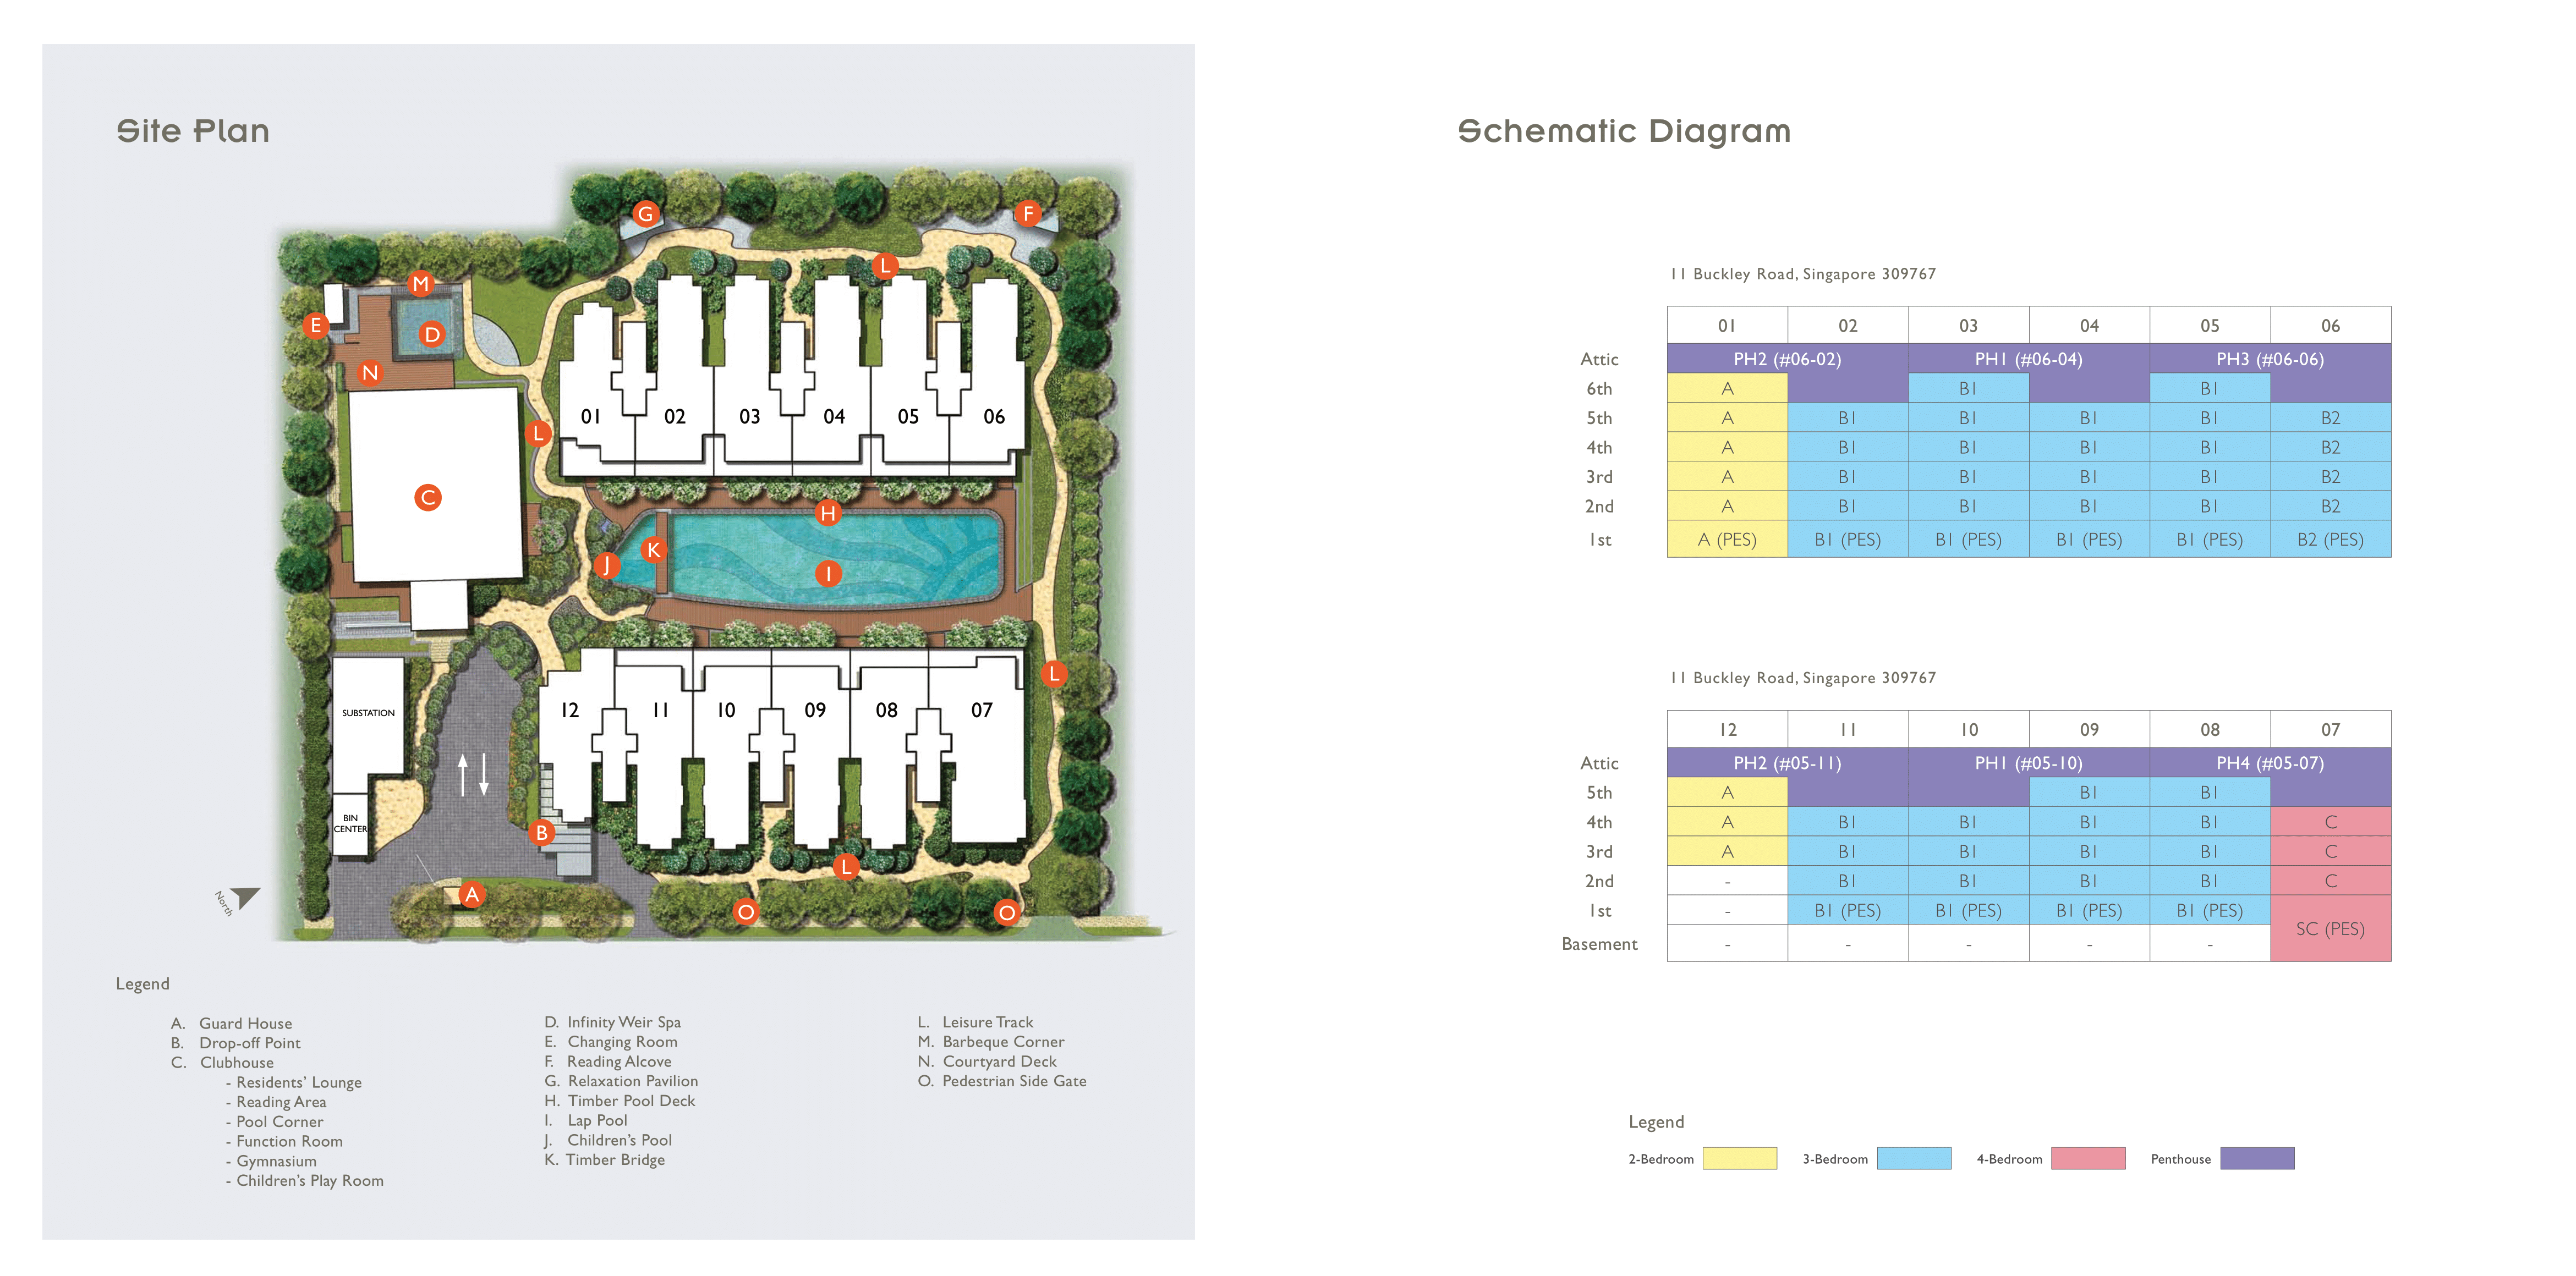 Site Plan
G
F
M
L
E
D
N
01 02 03 04 05 06
L
C
H
K
J
I
L
12 11 10 09 08 07
SUBSTATION
BIN
CENTER
B
L
A
O
O
North
Legend
A. Guard House
B. Drop-off Point
C. Clubhouse
- Residents' Lounge
- Reading Area
- Pool Corner
- Function Room
- Gymnasium
- Children's Play Room
D. Infinity Weir Spa
E. Changing Room
F. Reading Alcove
G. Relaxation Pavilion
H. Timber Pool Deck
I. Lap Pool
J. Children's Pool
K. Timber Bridge
L. Leisure Track
M. Barbeque Corner
N. Courtyard Deck
O. Pedestrian Side Gate
Schematic Diagram
11 Buckley Road, Singapore 309767
01 02 03 04 05 06
Attic PH2 (#06-02) PH1 (#06-04) PH3 (#06-06)
6th A B1 B1
5th A B1 B1 B1 B1 B2
4th A B1 B1 B1 B1 B2
3rd A B1 B1 B1 B1 B2
2nd A B1 B1 B1 B1 B2
1st A (PES) B1 (PES) B1 (PES) B1 (PES) B1 (PES) B2 (PES)
11 Buckley Road, Singapore 309767
12 11 10 09 08 07
Attic PH2 (#05-11) PH1 (#05-10) PH4 (#05-07)
5th A B1 B1
4th A B1 B1 B1 B1 C
3rd A B1 B1 B1 B1 C
2nd - B1 B1 B1 B1 C
1st - B1 (PES) B1 (PES) B1 (PES) B1 (PES)
SC (PES)
Basement - - - - -
Legend
2-Bedroom 3-Bedroom 4-Bedroom Penthouse